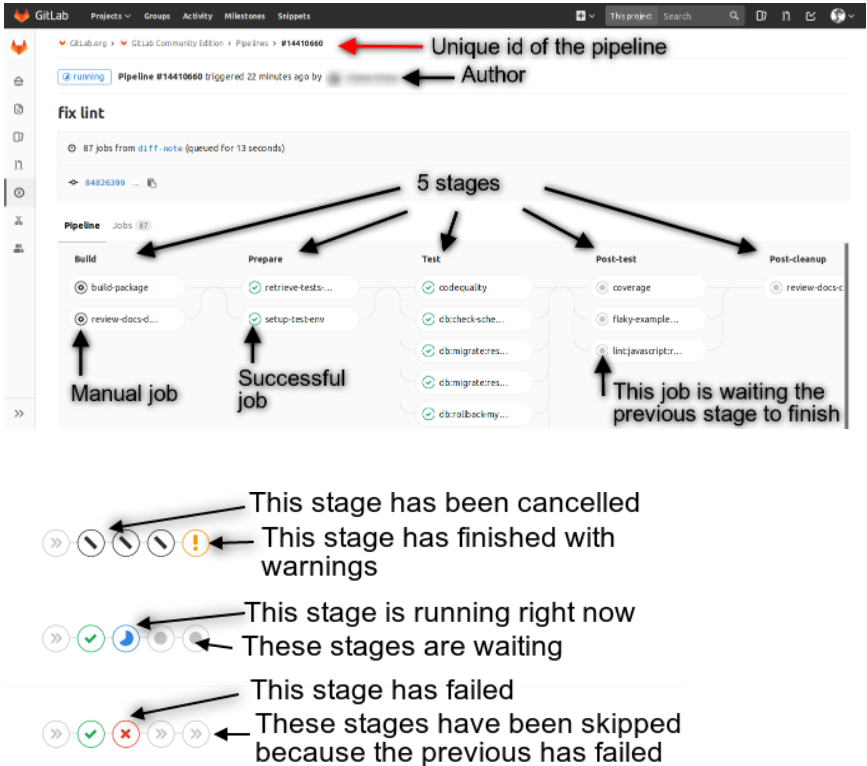 GitLab Projects Groups Activity Milestones Snippets This project Search
GitLab.org > GitLab Community Edition > Pipelines > #14410660
Unique id of the pipeline
running Pipeline #14410660 triggered 22 minutes ago by
Author
fix lint
87 jobs from diff-note (queued for 13 seconds)
84826399 ...
5 stages
Pipeline Jobs 87
Build Prepare Test Post-test Post-cleanup
build-package retrieve-tests-... codequality coverage review-docs-c
review-docs-d... setup-test-env db:check-sche... flaky-example...
db:migrate:res... lint:javascript:r...
Manual job
Successful
job
db:migrate:res...
This job is waiting the
previous stage to finish
db:rollback-my...
This stage has been cancelled
This stage has finished with
warnings
This stage is running right now
These stages are waiting
This stage has failed
These stages have been skipped
because the previous has failed